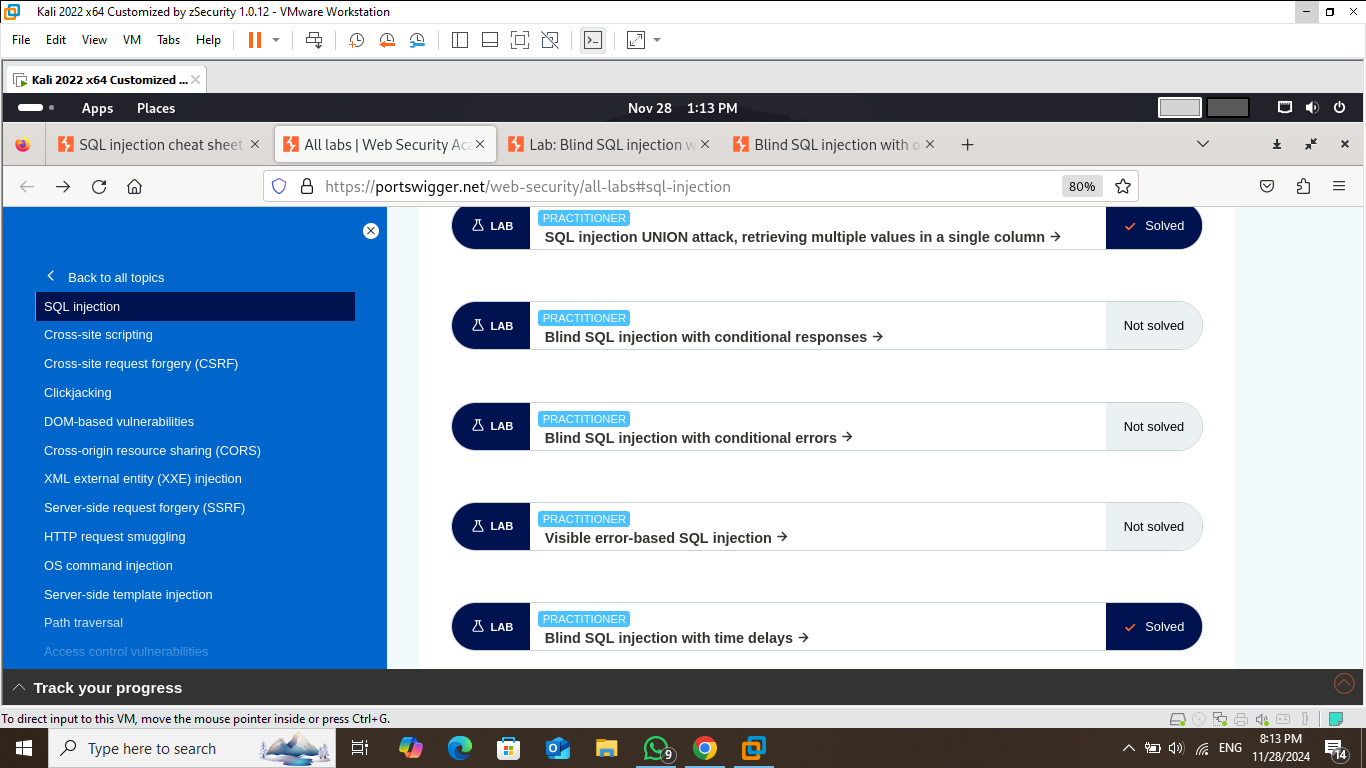 Kali 2022 x64 Customized by zSecurity 1.0.12 - VMware Workstation
File Edit View VM Tabs Help
Kali 2022 x64 Customized ...
Apps Places Nov 28 1:13 PM
SQL injection cheat sheet All labs | Web Security Aca Lab: Blind SQL injection w Blind SQL injection with o
https://portswigger.net/web-security/all-labs#sql-injection 80%
Back to all topics
SQL injection
Cross-site scripting
Cross-site request forgery (CSRF)
Clickjacking
DOM-based vulnerabilities
Cross-origin resource sharing (CORS)
XML external entity (XXE) injection
Server-side request forgery (SSRF)
HTTP request smuggling
OS command injection
Server-side template injection
Path traversal
Access control vulnerabilities
LAB
PRACTITIONER
SQL injection UNION attack, retrieving multiple values in a single column →
Solved
LAB
PRACTITIONER
Blind SQL injection with conditional responses →
Not solved
LAB
PRACTITIONER
Blind SQL injection with conditional errors →
Not solved
LAB
PRACTITIONER
Visible error-based SQL injection →
Not solved
LAB
PRACTITIONER
Blind SQL injection with time delays →
Solved
Track your progress
To direct input to this VM, move the mouse pointer inside or press Ctrl+G.
Type here to search
9
ENG
8:13 PM
11/28/2024
14